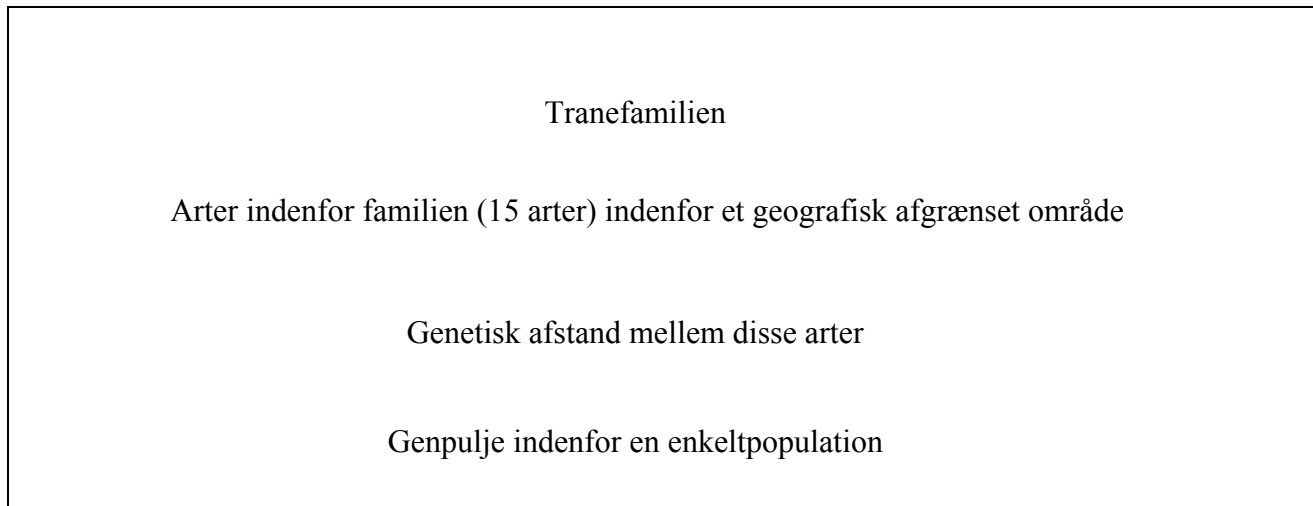 Tranefamilien
Arter indenfor familien (15 arter) indenfor et geografisk afgrænset område
Genetisk afstand mellem disse arter
Genpulje indenfor en enkeltpopulation